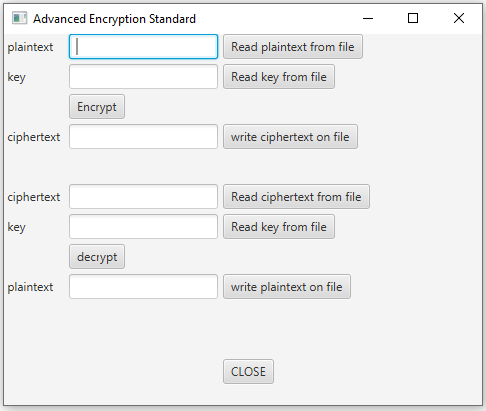 Advanced Encryption Standard
plaintext Read plaintext from file
key Read key from file
Encrypt
ciphertext write ciphertext on file
ciphertext Read ciphertext from file
key Read key from file
decrypt
plaintext write plaintext on file
CLOSE